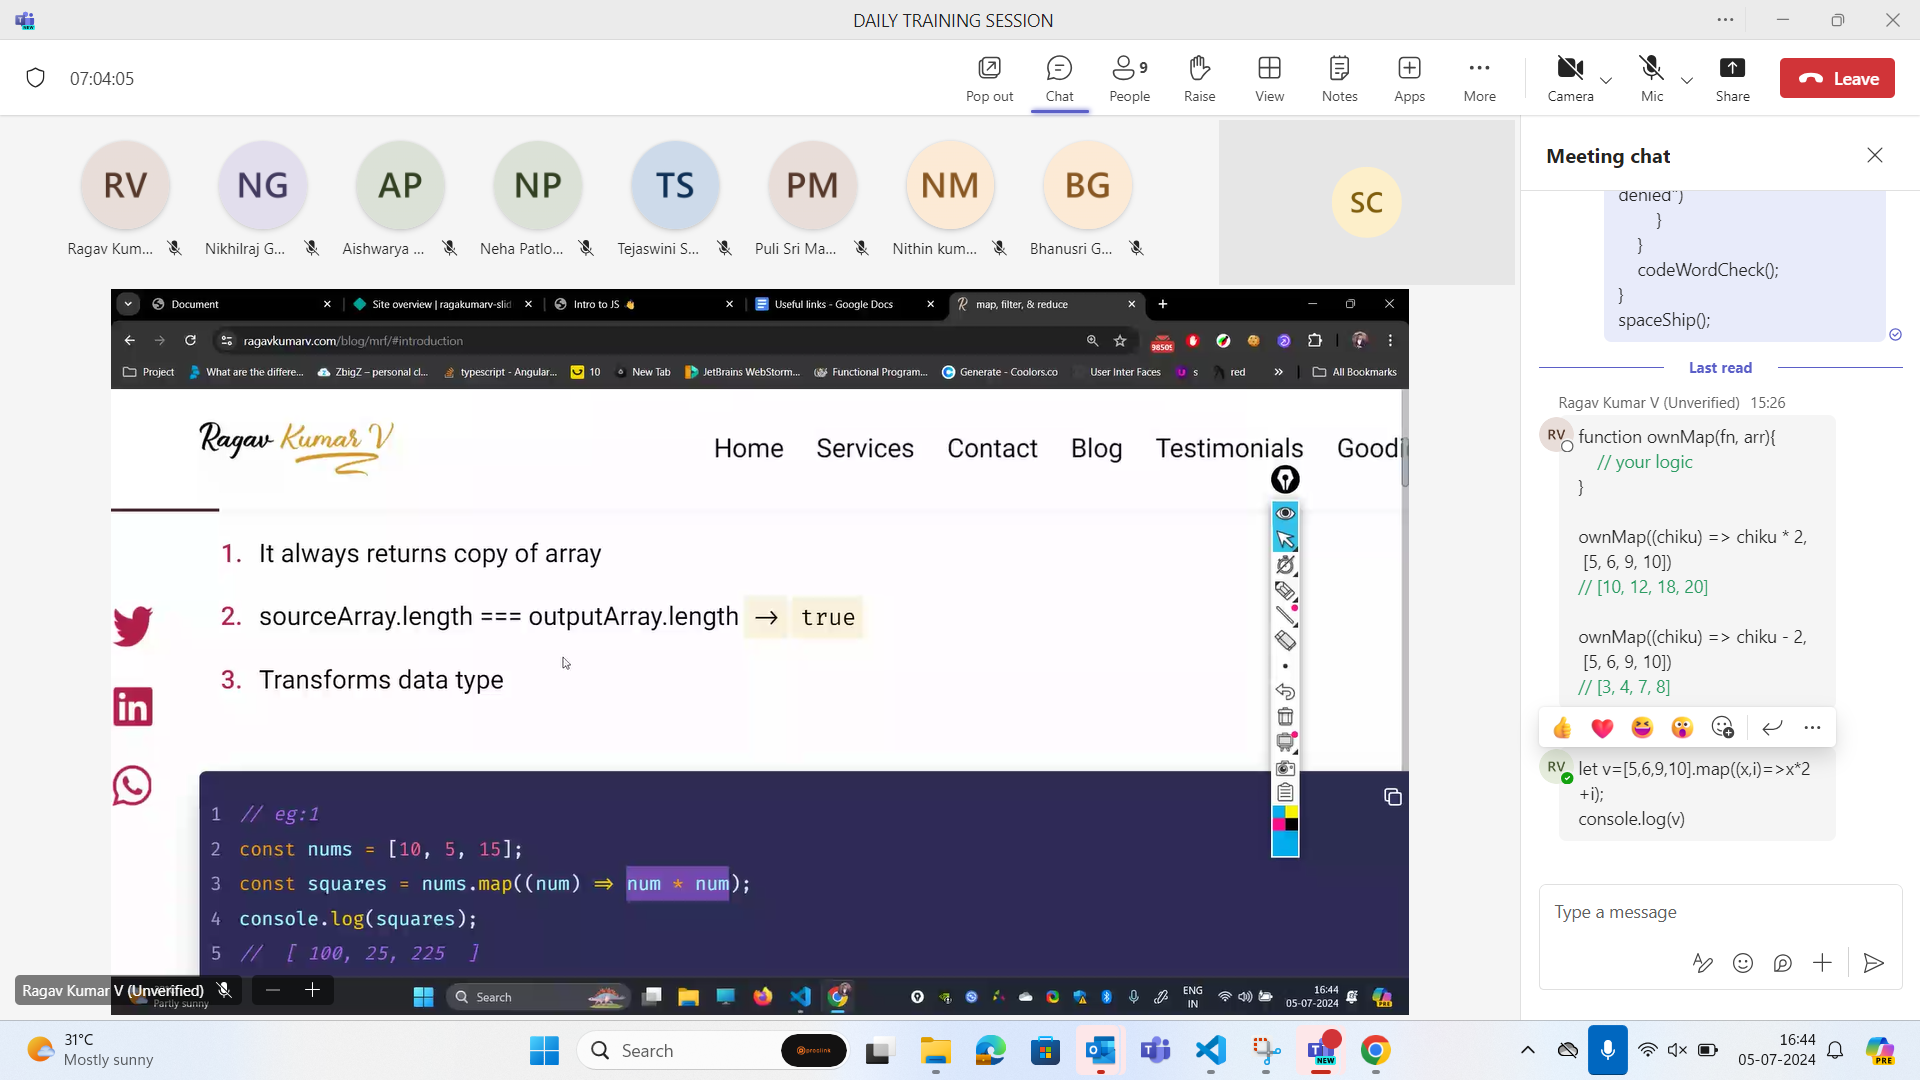 DAILY TRAINING SESSION
07:04:05
Pop out
Chat
9
People
Raise
View
Notes
Apps
More
Camera
Mic
Share
Leave
RV
NG
AP
NP
TS
PM
NM
BG
SC
Ragav Kum...
Nikhilraj G...
Aishwarya ...
Neha Patlo...
Tejaswini S...
Puli Sri Ma...
Nithin kum...
Bhanusri G...
Document
Site overview | ragakumarv-slid
Intro to JS
Useful links - Google Docs
map, filter, & reduce
ragavkumarv.com/blog/mrf/#introduction
Project
What are the differe...
ZbigZ – personal cl...
typescript - Angular...
10
New Tab
JetBrains WebStorm...
Functional Program...
Generate - Coolors.co
User Inter Faces
s
red
»
All Bookmarks
Ragav Kumar V
Home
Services
Contact
Blog
Testimonials
Goodi
1. It always returns copy of array
2. sourceArray.length === outputArray.length → true
3. Transforms data type
1 // eg:1
2 const nums = [10, 5, 15];
3 const squares = nums.map((num) ⇒ num * num);
4 console.log(squares);
5 // [ 100, 25, 225 ]
Ragav Kumar V (Unverified)
Partly sunny
Search
ENG
IN
16:44
05-07-2024
Meeting chat
denied")
}
}
codeWordCheck();
}
spaceShip();
Last read
Ragav Kumar V (Unverified) 15:26
RV
function ownMap(fn, arr){
// your logic
}
ownMap((chiku) => chiku * 2,
[5, 6, 9, 10])
// [10, 12, 18, 20]
ownMap((chiku) => chiku - 2,
[5, 6, 9, 10])
// [3, 4, 7, 8]
RV
let v=[5,6,9,10].map((x,i)=>x*2
+i);
console.log(v)
Type a message
31°C
Mostly sunny
Search
NEW
16:44
05-07-2024
PRE